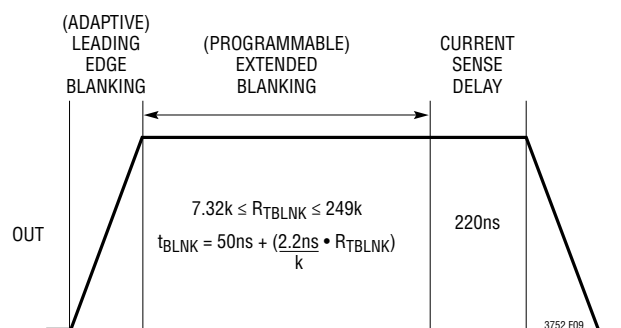 (ADAPTIVE)
LEADING
EDGE
BLANKING
(PROGRAMMABLE)
EXTENDED
BLANKING
CURRENT
SENSE
DELAY
OUT
7.32k ≤ RTBLNK ≤ 249k
tBLNK = 50ns + (2.2ns/k • RTBLNK)
220ns
3752 F09